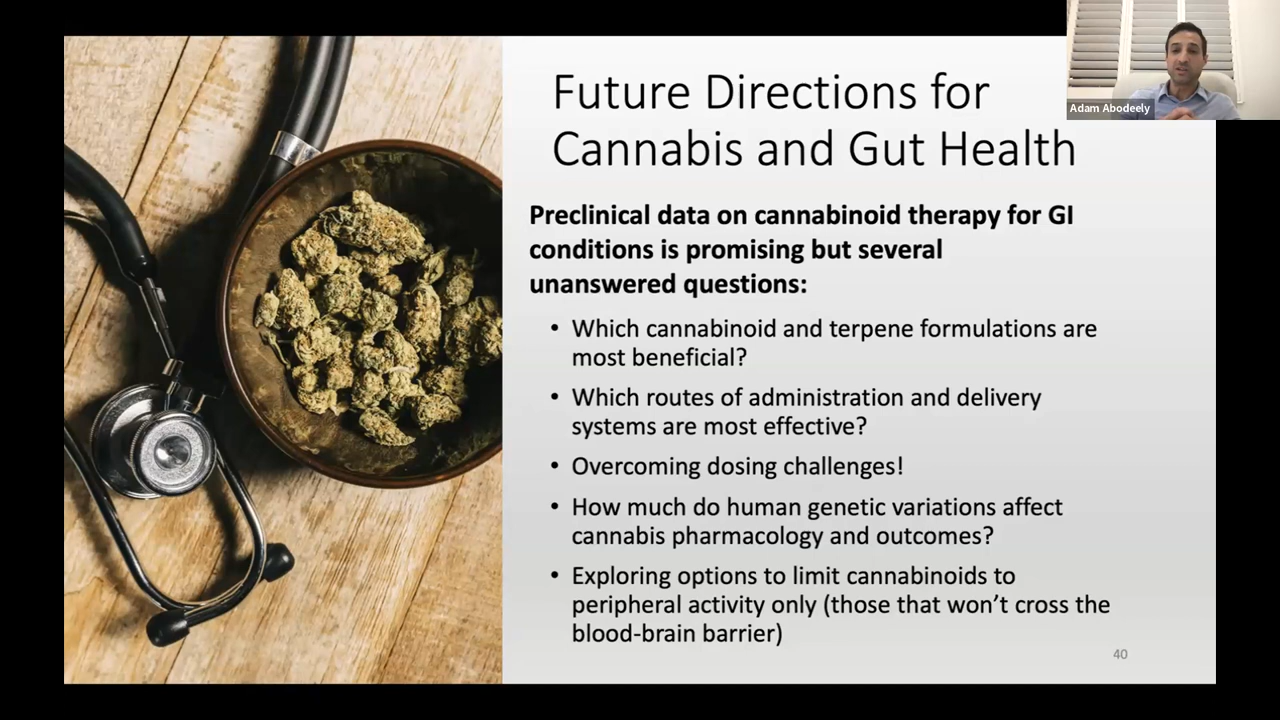 Adam Abodeely
Future Directions for
Cannabis and Gut Health
Preclinical data on cannabinoid therapy for GI
conditions is promising but several
unanswered questions:
• Which cannabinoid and terpene formulations are
most beneficial?
• Which routes of administration and delivery
systems are most effective?
• Overcoming dosing challenges!
• How much do human genetic variations affect
cannabis pharmacology and outcomes?
• Exploring options to limit cannabinoids to
peripheral activity only (those that won’t cross the
blood-brain barrier)
40